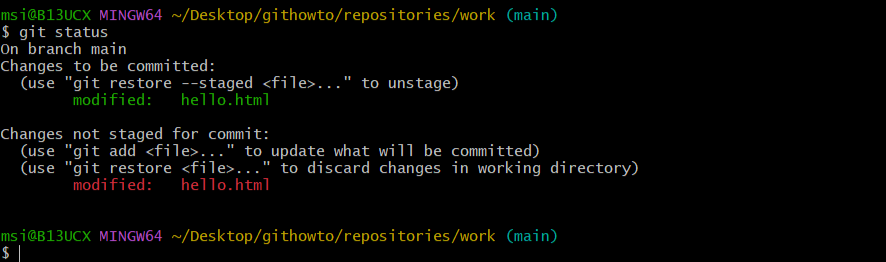 msi@B13UCX MINGW64 ~/Desktop/githowto/repositories/work (main)
$ git status
On branch main
Changes to be committed:
  (use "git restore --staged <file>..." to unstage)
        modified:   hello.html

Changes not staged for commit:
  (use "git add <file>..." to update what will be committed)
  (use "git restore <file>..." to discard changes in working directory)
        modified:   hello.html

msi@B13UCX MINGW64 ~/Desktop/githowto/repositories/work (main)
$